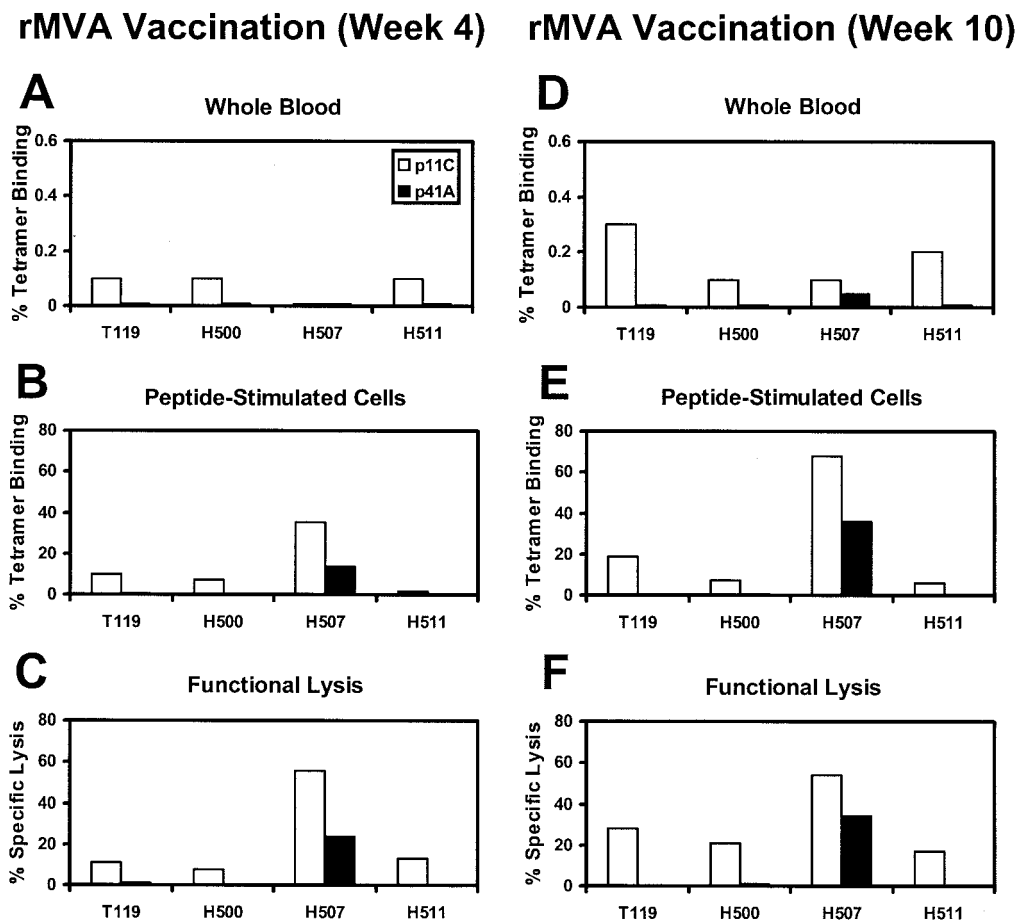 rMVA Vaccination (Week 4)
rMVA Vaccination (Week 10)
A
Whole Blood
% Tetramer Binding
0.6
0.4
0.2
0
p11C
p41A
T119 H500 H507 H511
D
Whole Blood
% Tetramer Binding
0.6
0.4
0.2
0
T119 H500 H507 H511
B
Peptide-Stimulated Cells
% Tetramer Binding
80
60
40
20
0
T119 H500 H507 H511
E
Peptide-Stimulated Cells
% Tetramer Binding
80
60
40
20
0
T119 H500 H507 H511
C
Functional Lysis
% Specific Lysis
80
60
40
20
0
T119 H500 H507 H511
F
Functional Lysis
% Specific Lysis
80
60
40
20
0
T119 H500 H507 H511